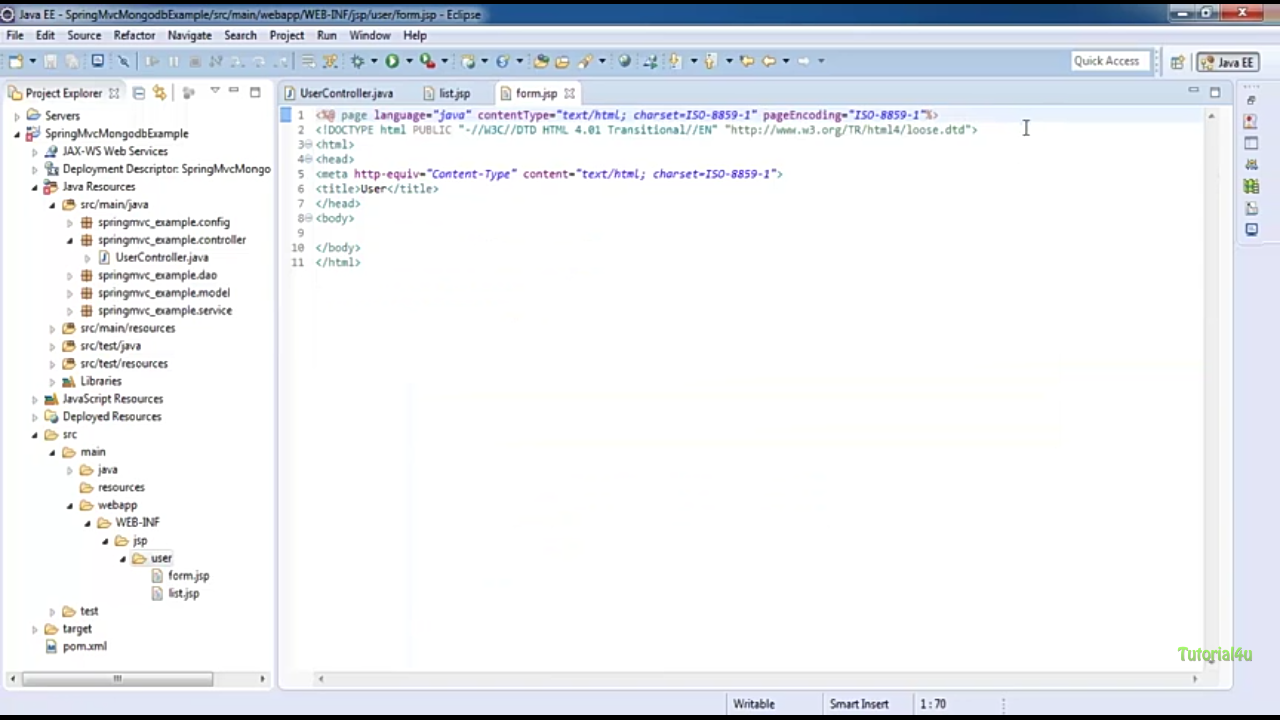 Java EE - SpringMvcMongodbExample/src/main/webapp/WEB-INF/jsp/user/form.jsp - Eclipse
File Edit Source Refactor Navigate Search Project Run Window Help
Quick Access
Java EE
Project Explorer
UserController.java
list.jsp
form.jsp
Servers
SpringMvcMongodbExample
JAX-WS Web Services
Deployment Descriptor: SpringMvcMongo
Java Resources
src/main/java
springmvc_example.config
springmvc_example.controller
UserController.java
springmvc_example.dao
springmvc_example.model
springmvc_example.service
src/main/resources
src/test/java
src/test/resources
Libraries
JavaScript Resources
Deployed Resources
src
main
java
resources
webapp
WEB-INF
jsp
user
form.jsp
list.jsp
test
target
pom.xml
1 <%@ page language="java" contentType="text/html; charset=ISO-8859-1" pageEncoding="ISO-8859-1"%>
2 <!DOCTYPE html PUBLIC "-//W3C//DTD HTML 4.01 Transitional//EN" "http://www.w3.org/TR/html4/loose.dtd">
3 <html>
4 <head>
5 <meta http-equiv="Content-Type" content="text/html; charset=ISO-8859-1">
6 <title>User</title>
7 </head>
8 <body>
9
10 </body>
11 </html>
Tutorial4u
Writable
Smart Insert
1 : 70